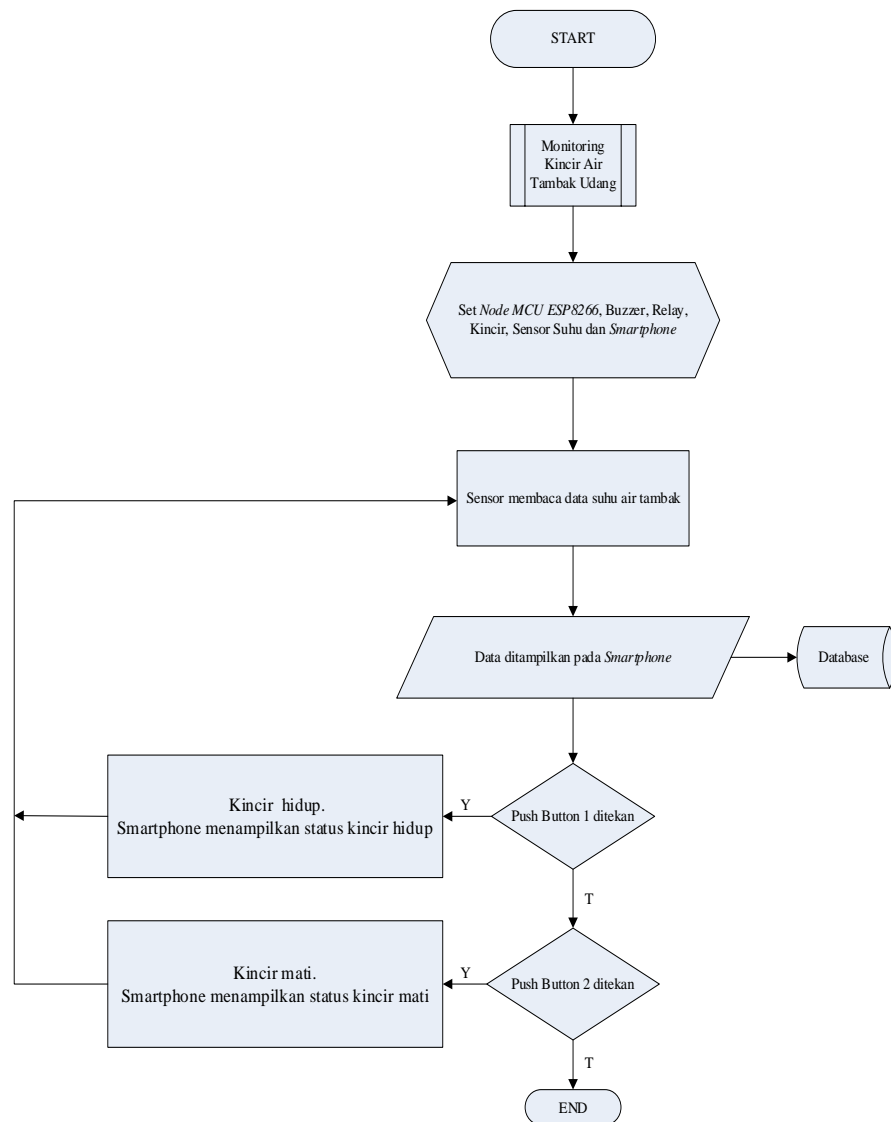 START
Monitoring
Kincir Air
Tambak Udang
Set Node MCU ESP8266, Buzzer, Relay,
Kincir, Sensor Suhu dan Smartphone
Sensor membaca data suhu air tambak
Data ditampilkan pada Smartphone
Database
Kincir hidup.
Smartphone menampilkan status kincir hidup
Y
Push Button 1 ditekan
T
Kincir mati.
Smartphone menampilkan status kincir mati
Y
Push Button 2 ditekan
T
END